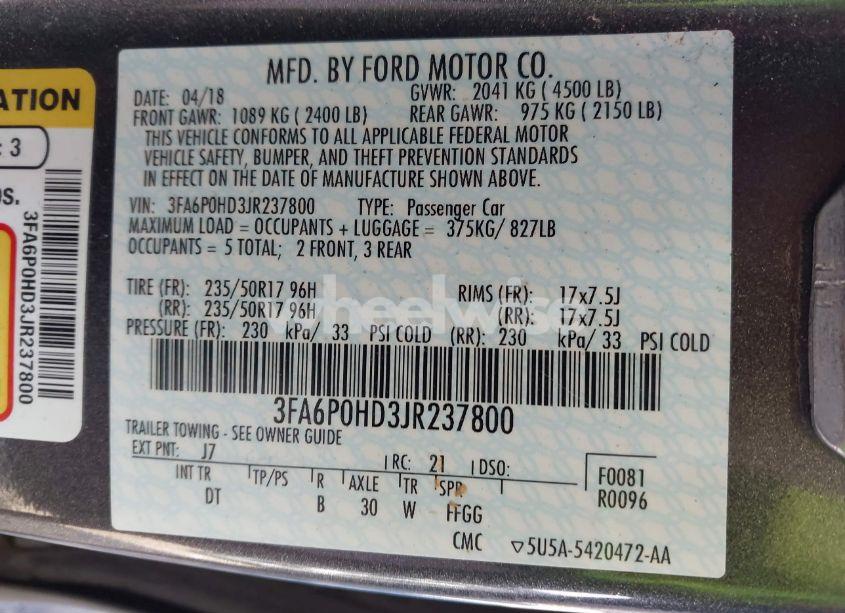 MFD. BY FORD MOTOR CO.
DATE: 04/18 GVWR: 2041 KG ( 4500 LB)
FRONT GAWR: 1089 KG ( 2400 LB) REAR GAWR: 975 KG ( 2150 LB)
THIS VEHICLE CONFORMS TO ALL APPLICABLE FEDERAL MOTOR
VEHICLE SAFETY, BUMPER, AND THEFT PREVENTION STANDARDS
IN EFFECT ON THE DATE OF MANUFACTURE SHOWN ABOVE.
VIN: 3FA6P0HD3JR237800 TYPE: Passenger Car
MAXIMUM LOAD = OCCUPANTS + LUGGAGE = 375KG/ 827LB
OCCUPANTS = 5 TOTAL; 2 FRONT, 3 REAR
TIRE (FR): 235/50R17 96H RIMS (FR): 17x7.5J
(RR): 235/50R17 96H (RR): 17x7.5J
PRESSURE (FR): 230 kPa/ 33 PSI COLD (RR): 230 kPa/ 33 PSI COLD
3FA6P0HD3JR237800
TRAILER TOWING - SEE OWNER GUIDE
EXT PNT: J7 RC: 21 DSO:
INT TR TP/PS R AXLE TR SPR F0081
DT B 30 W FFGG R0096
CMC ▽5U5A-5420472-AA
ATION
: 3
OS.
3FA6P0HD3JR237800
wheelwise